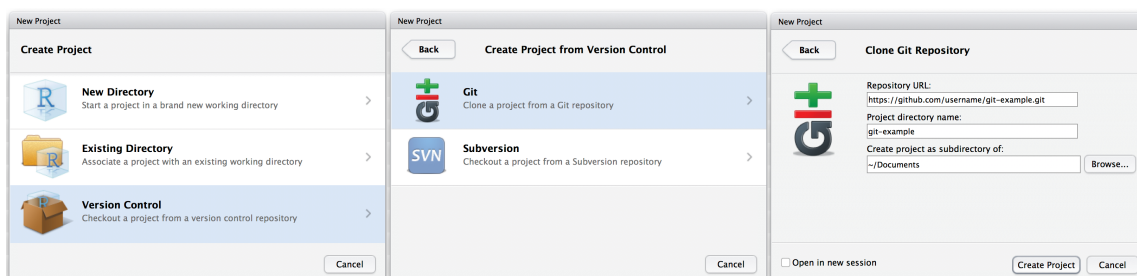 New Project
Create Project
R
New Directory
Start a project in a brand new working directory
R
Existing Directory
Associate a project with an existing working directory
Version Control
Checkout a project from a version control repository
Cancel
New Project
Back
Create Project from Version Control
Git
Clone a project from a Git repository
SVN
Subversion
Checkout a project from a Subversion repository
Cancel
New Project
Back
Clone Git Repository
Repository URL:
https://github.com/username/git-example.git
Project directory name:
git-example
Create project as subdirectory of:
~/Documents
Browse...
Open in new session
Create Project
Cancel